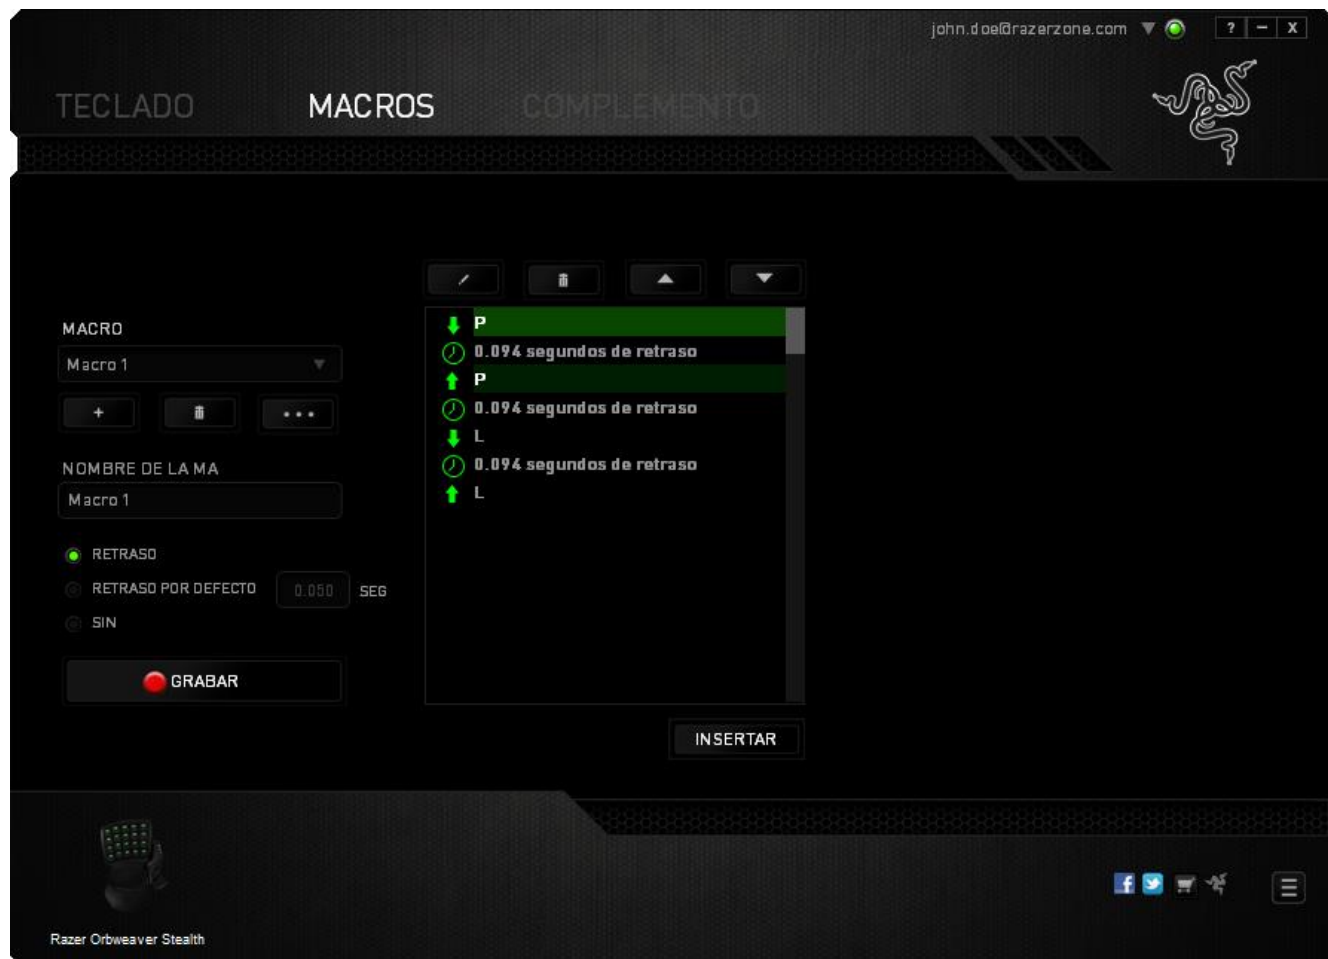 john.doe@razerzone.com
? – X
TECLADO MACROS COMPLEMENTO
MACRO
Macro 1
NOMBRE DE LA MA
Macro 1
RETRASO
RETRASO POR DEFECTO 0.050 SEG
SIN
GRABAR
P
0.094 segundos de retraso
P
0.094 segundos de retraso
L
0.094 segundos de retraso
L
INSERTAR
Razer Orbweaver Stealth